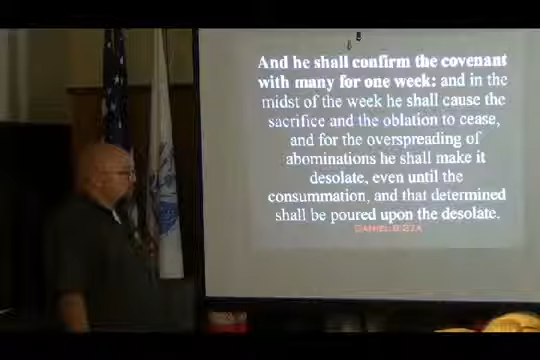 And he shall confirm the covenant
with many for one week: and in the
midst of the week he shall cause the
sacrifice and the oblation to cease,
and for the overspreading of
abominations he shall make it
desolate, even until the
consummation, and that determined
shall be poured upon the desolate.
DANIEL 9:27A